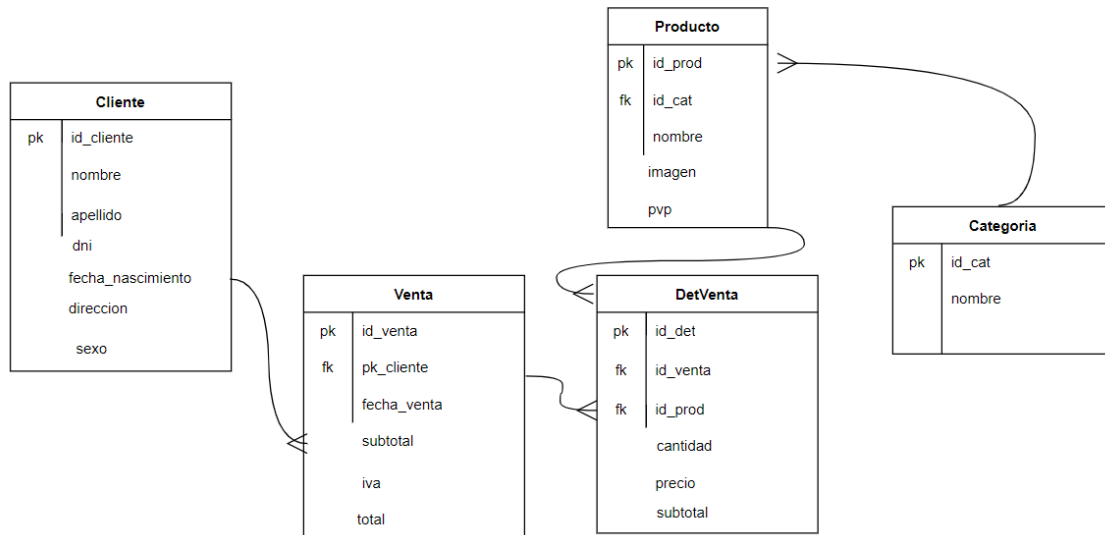 Cliente
pk id_cliente
nombre
apellido
dni
fecha_nascimiento
direccion
sexo
Venta
pk id_venta
fk pk_cliente
fecha_venta
subtotal
iva
total
Producto
pk id_prod
fk id_cat
nombre
imagen
pvp
DetVenta
pk id_det
fk id_venta
fk id_prod
cantidad
precio
subtotal
Categoria
pk id_cat
nombre